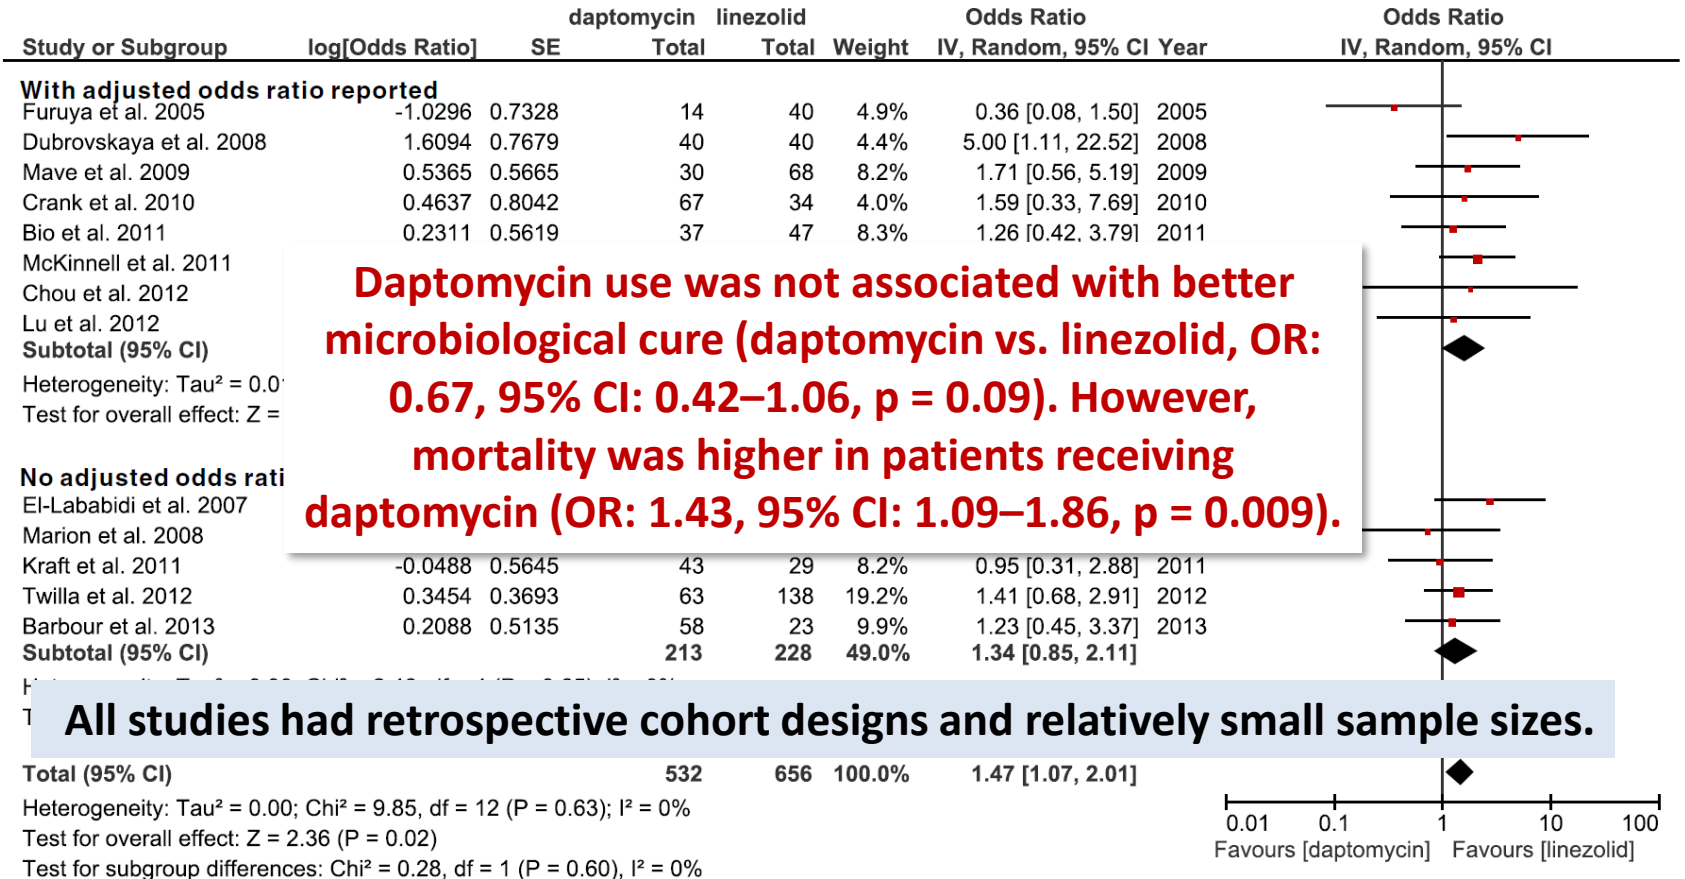 daptomycin linezolid Odds Ratio Odds Ratio
Study or Subgroup log[Odds Ratio] SE Total Total Weight IV, Random, 95% CI Year IV, Random, 95% CI
With adjusted odds ratio reported
Furuya et al. 2005 -1.0296 0.7328 14 40 4.9% 0.36 [0.08, 1.50] 2005
Dubrovskaya et al. 2008 1.6094 0.7679 40 40 4.4% 5.00 [1.11, 22.52] 2008
Mave et al. 2009 0.5365 0.5665 30 68 8.2% 1.71 [0.56, 5.19] 2009
Crank et al. 2010 0.4637 0.8042 67 34 4.0% 1.59 [0.33, 7.69] 2010
Bio et al. 2011 0.2311 0.5619 37 47 8.3% 1.26 [0.42, 3.79] 2011
McKinnell et al. 2011
Chou et al. 2012
Lu et al. 2012
Subtotal (95% CI)
Heterogeneity: Tau² = 0.0
Test for overall effect: Z =
Daptomycin use was not associated with better
microbiological cure (daptomycin vs. linezolid, OR:
0.67, 95% CI: 0.42–1.06, p = 0.09). However,
mortality was higher in patients receiving
daptomycin (OR: 1.43, 95% CI: 1.09–1.86, p = 0.009).
No adjusted odds rati
El-Lababidi et al. 2007
Marion et al. 2008
Kraft et al. 2011 -0.0488 0.5645 43 29 8.2% 0.95 [0.31, 2.88] 2011
Twilla et al. 2012 0.3454 0.3693 63 138 19.2% 1.41 [0.68, 2.91] 2012
Barbour et al. 2013 0.2088 0.5135 58 23 9.9% 1.23 [0.45, 3.37] 2013
Subtotal (95% CI) 213 228 49.0% 1.34 [0.85, 2.11]
All studies had retrospective cohort designs and relatively small sample sizes.
Total (95% CI) 532 656 100.0% 1.47 [1.07, 2.01]
Heterogeneity: Tau² = 0.00; Chi² = 9.85, df = 12 (P = 0.63); I² = 0%
Test for overall effect: Z = 2.36 (P = 0.02)
Test for subgroup differences: Chi² = 0.28, df = 1 (P = 0.60), I² = 0%
0.01 0.1 1 10 100
Favours [daptomycin] Favours [linezolid]